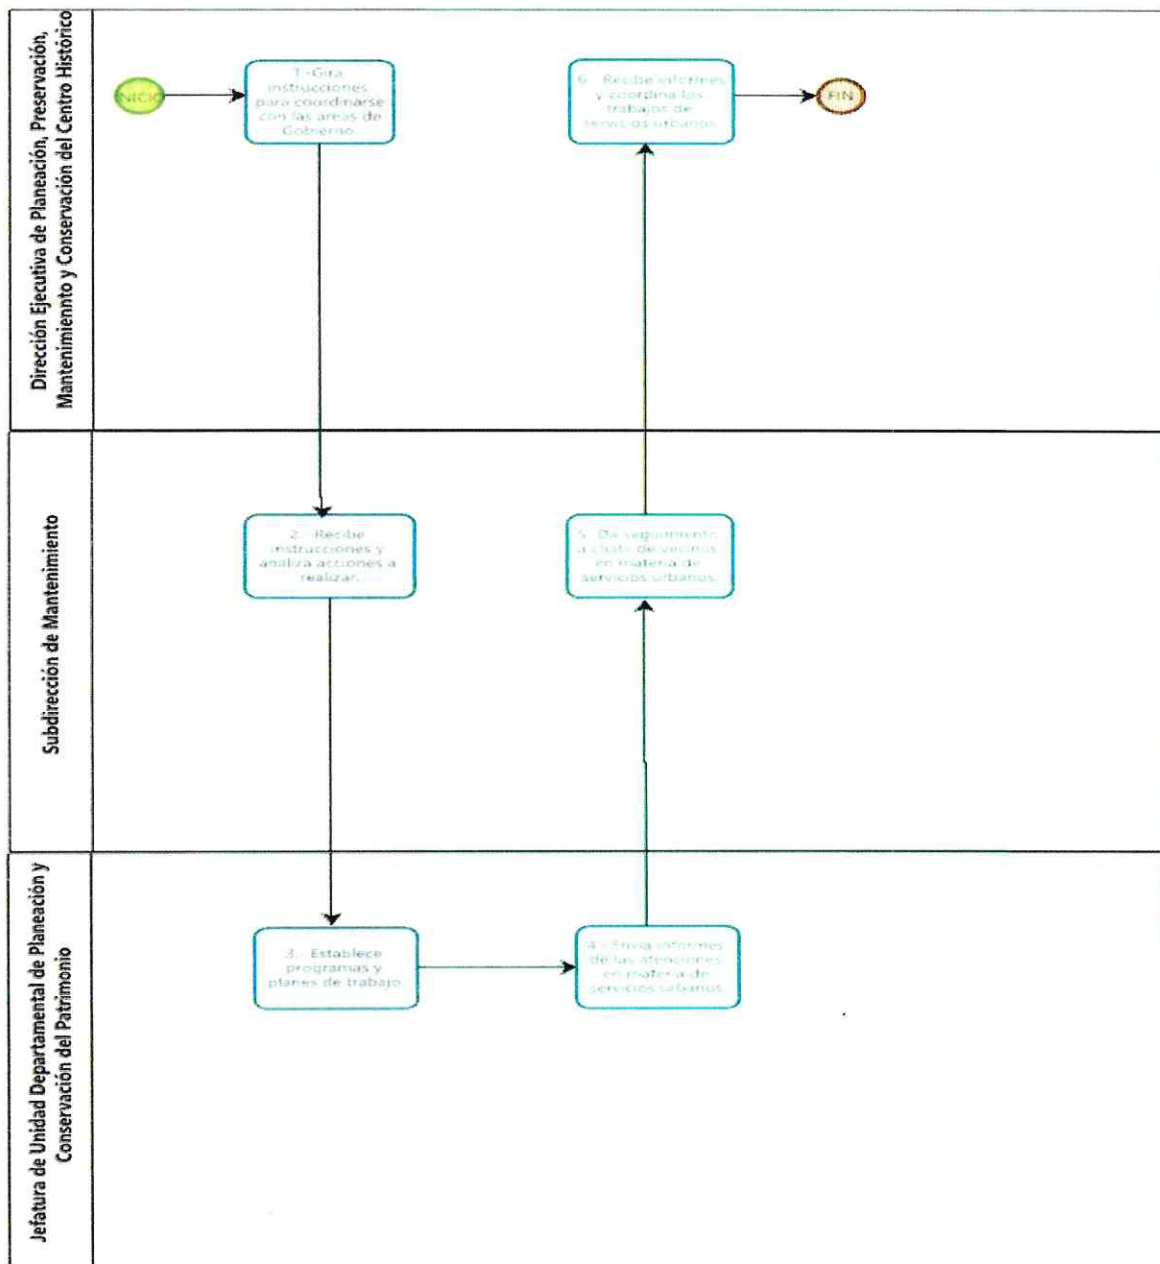 Dirección Ejecutiva de Planeación, Preservación,
Mantenimiennto y Conservación del Centro Histórico
INICIO
1.-Gira
instrucciones
para coordinarse
con las áreas de
Gobierno.
6.- Recibe informes
y coordina los
trabajos de
servicios urbanos.
FIN
Subdirección de Mantenimiento
2.- Recibe
instrucciones y
analiza acciones a
realizar.
5.- Da seguimiento
a chats de vecinos
en materia de
servicios urbanos.
Jefatura de Unidad Departamental de Planeación y
Conservación del Patrimonio
3.- Establece
programas y
planes de trabajo.
4.- Envía informes
de las atenciones
en materia de
servicios urbanos.